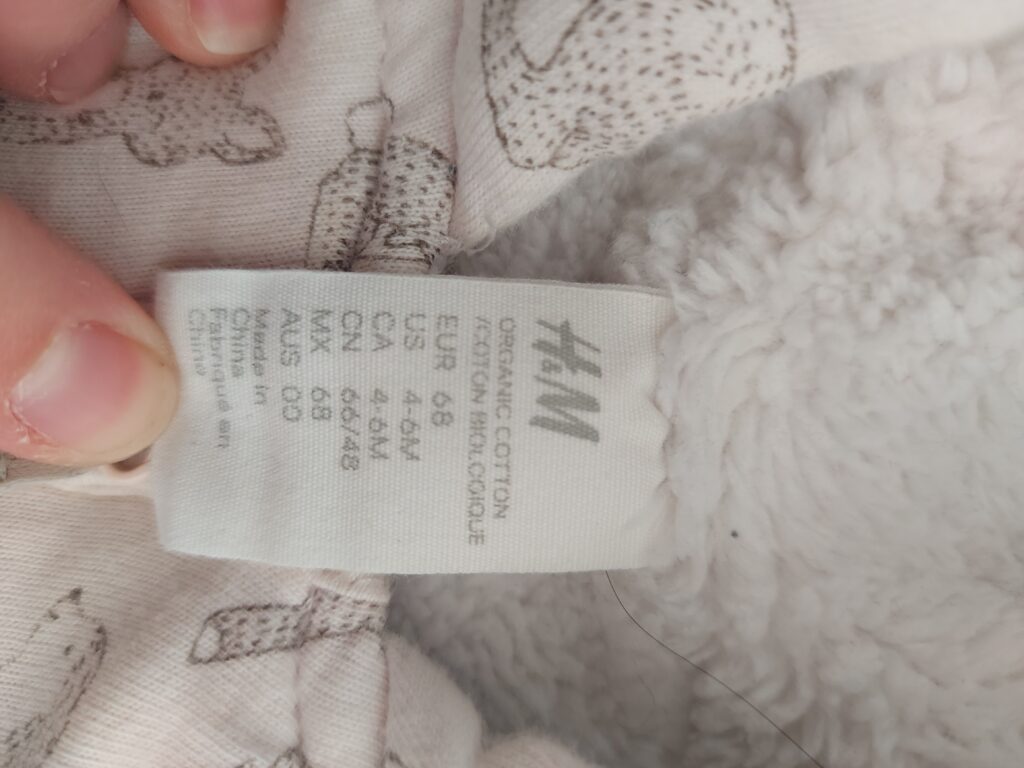 H&M
ORGANIC COTTON
/COTON BIOLOGIQUE
EUR 68
US 4-6M
CA 4-6M
CN 66/48
MX 68
AUS 00
Made in
China
Fabriqué en
Chine